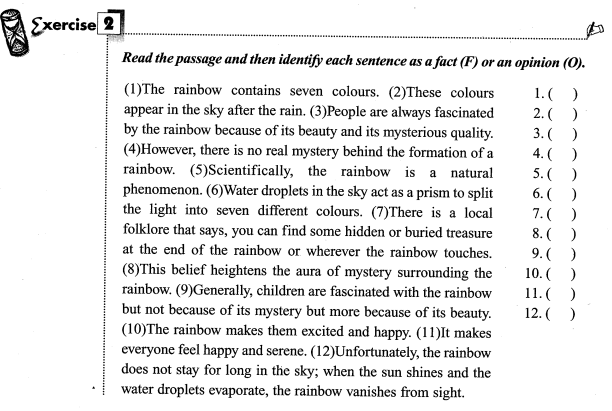 Exercise 2
Read the passage and then identify each sentence as a fact (F) or an opinion (O).
(1)The rainbow contains seven colours. (2)These colours
appear in the sky after the rain. (3)People are always fascinated
by the rainbow because of its beauty and its mysterious quality.
(4)However, there is no real mystery behind the formation of a
rainbow. (5)Scientifically, the rainbow is a natural
phenomenon. (6)Water droplets in the sky act as a prism to split
the light into seven different colours. (7)There is a local
folklore that says, you can find some hidden or buried treasure
at the end of the rainbow or wherever the rainbow touches.
(8)This belief heightens the aura of mystery surrounding the
rainbow. (9)Generally, children are fascinated with the rainbow
but not because of its mystery but more because of its beauty.
(10)The rainbow makes them excited and happy. (11)It makes
everyone feel happy and serene. (12)Unfortunately, the rainbow
does not stay for long in the sky; when the sun shines and the
water droplets evaporate, the rainbow vanishes from sight.
1. ( )
2. ( )
3. ( )
4. ( )
5. ( )
6. ( )
7. ( )
8. ( )
9. ( )
10. ( )
11. ( )
12. ( )